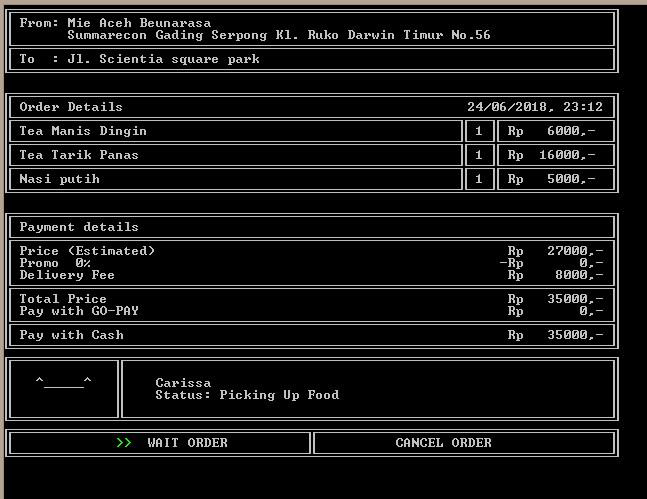 From: Mie Aceh Beunarasa
Summarecon Gading Serpong Kl. Ruko Darwin Timur No.56
To  : Jl. Scientia square park
Order Details 24/06/2018, 23:12
Tea Manis Dingin 1 Rp 6000,-
Tea Tarik Panas 1 Rp 16000,-
Nasi putih 1 Rp 5000,-
Payment details
Price (Estimated) Rp 27000,-
Promo  0% -Rp 0,-
Delivery Fee Rp 8000,-
Total Price Rp 35000,-
Pay with GO-PAY Rp 0,-
Pay with Cash Rp 35000,-
^_____^ Carissa
Status: Picking Up Food
>> WAIT ORDER CANCEL ORDER